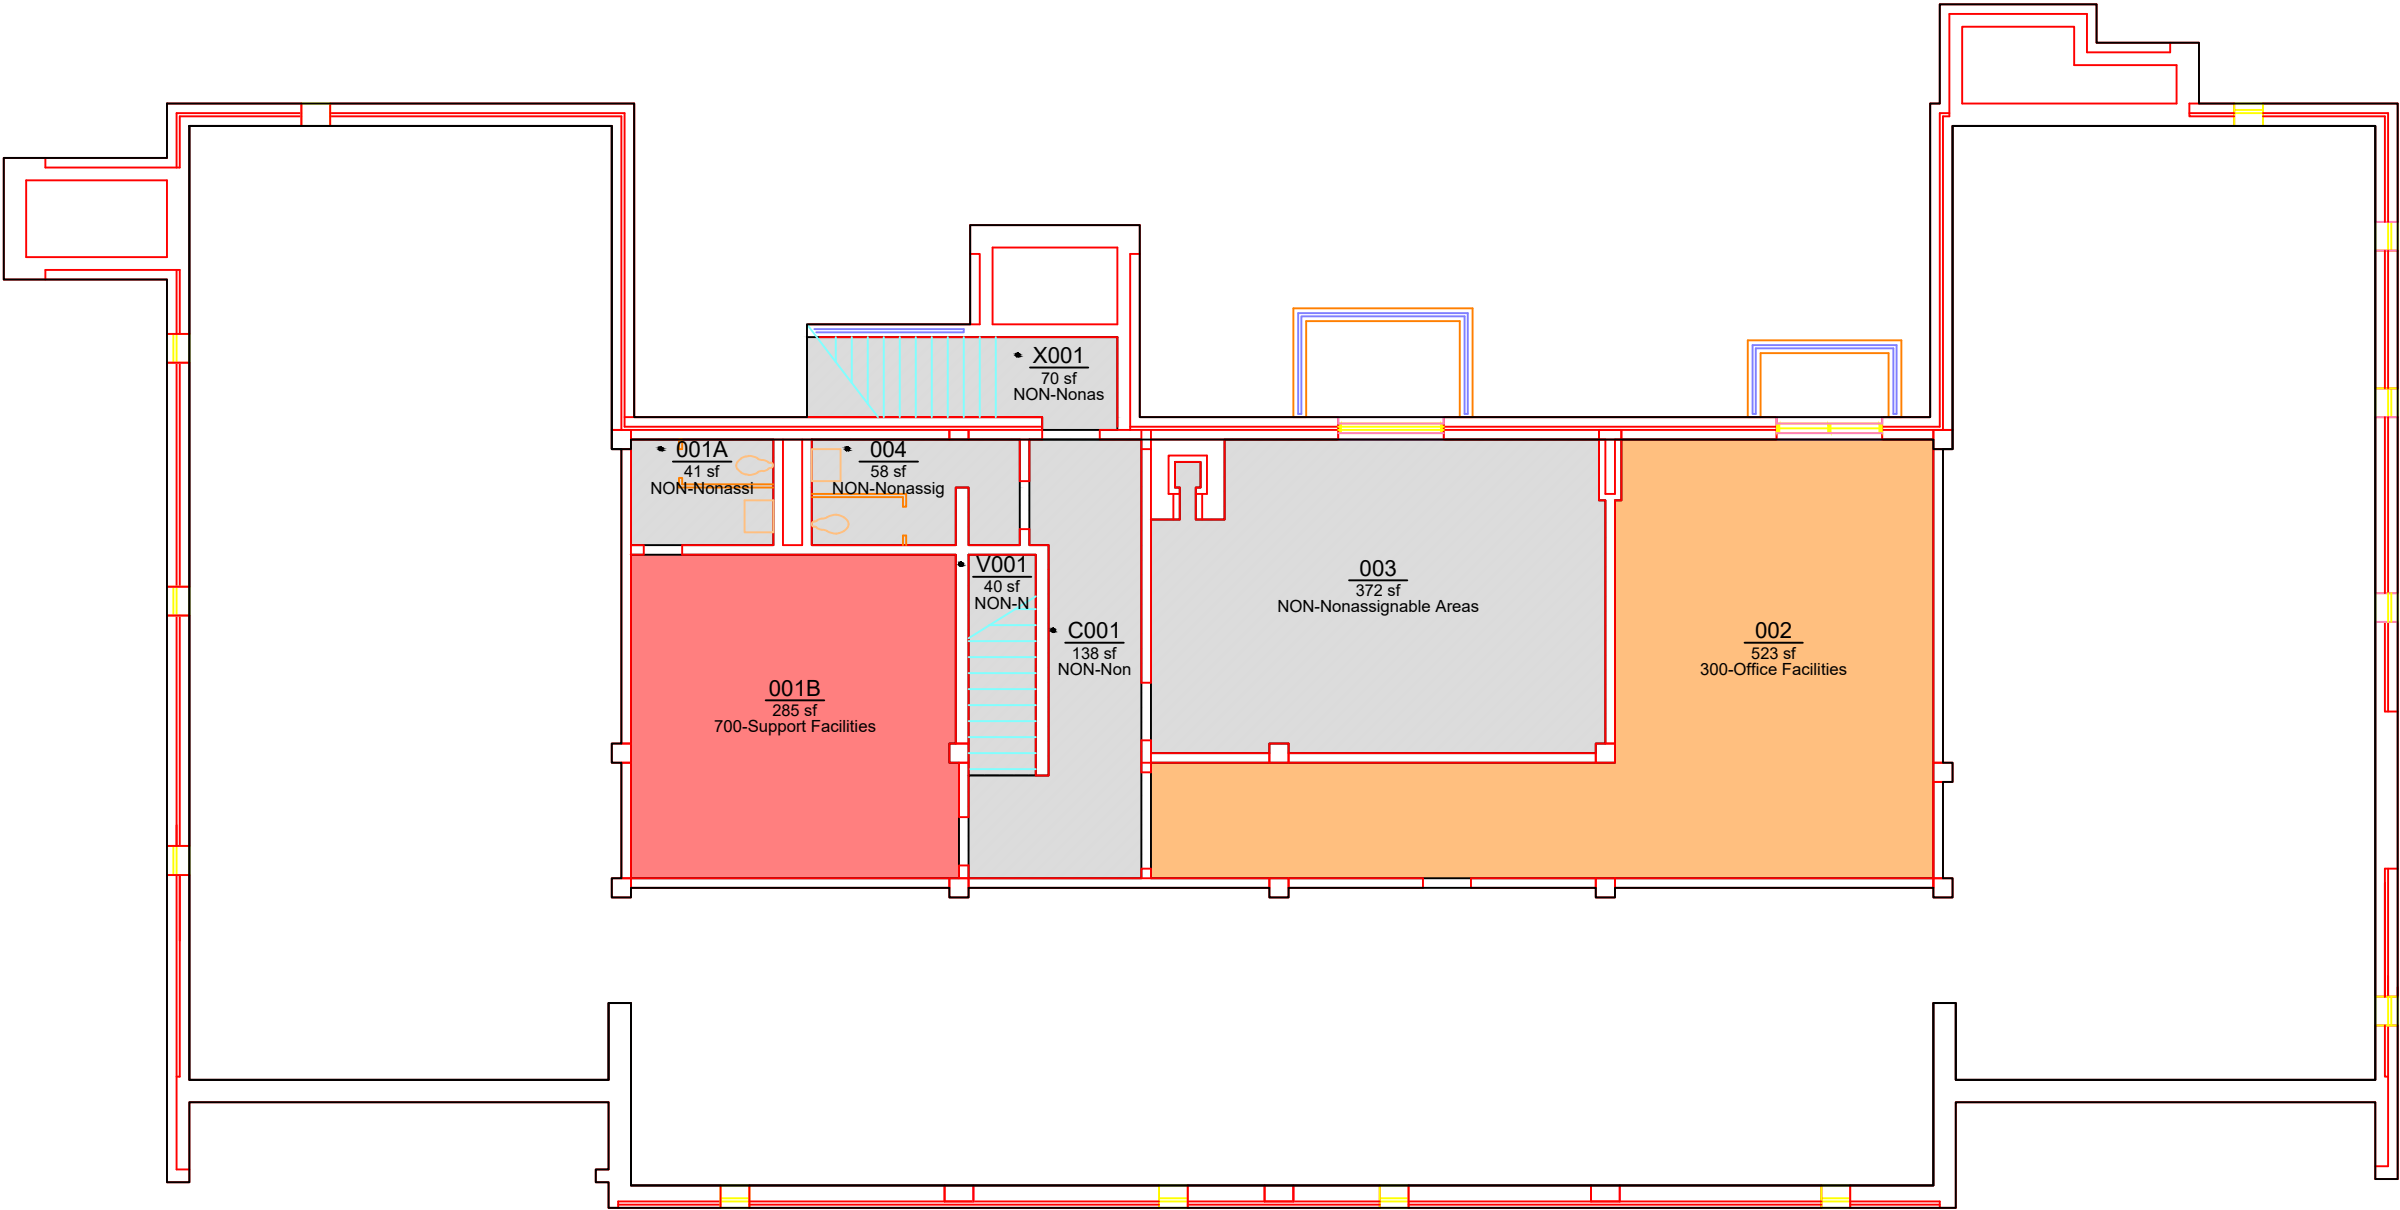 X001
70 sf
NON-Nonas
001A
41 sf
NON-Nonassi
004
58 sf
NON-Nonassig
V001
40 sf
NON-N
003
372 sf
NON-Nonassignable Areas
C001
138 sf
NON-Non
002
523 sf
300-Office Facilities
001B
285 sf
700-Support Facilities